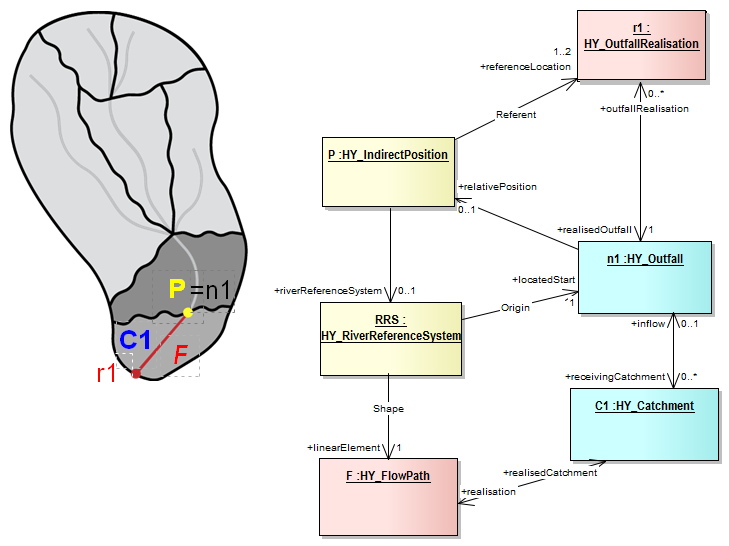 r1 :
HY_OutfallRealisation
1..2
+referenceLocation
0..*
+outfallRealisation
Referent
P :HY_IndirectPosition
+relativePosition
0..1
+realisedOutfall
1
n1 :HY_Outfall
P =n1
+riverReferenceSystem
0..1
+locatedStart
1
Origin
RRS :
HY_RiverReferenceSystem
+inflow
0..1
C1
F
r1
+receivingCatchment
0..*
Shape
C1 :HY_Catchment
+linearElement
1
F :HY_FlowPath
+realisedCatchment
+realisation